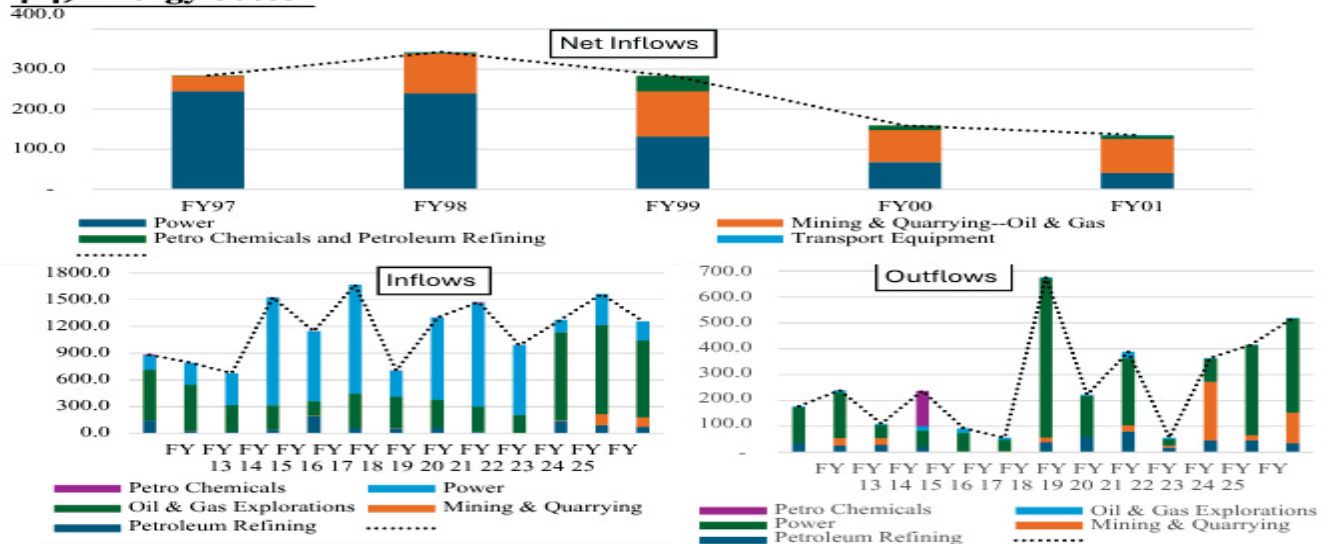 400.0
Net Inflows
300.0
200.0
100.0
-
FY97 FY98 FY99 FY00 FY01
Power Mining & Quarrying--Oil & Gas
Petro Chemicals and Petroleum Refining Transport Equipment
1800.0
Inflows
1500.0
1200.0
900.0
600.0
300.0
0.0
FY FY FY FY FY FY FY FY FY FY FY FY
13 14 15 16 17 18 19 20 21 22 23 24 25
Petro Chemicals Power
Oil & Gas Explorations Mining & Quarrying
Petroleum Refining
700.0
Outflows
600.0
500.0
400.0
300.0
200.0
100.0
-
FY FY FY FY FY FY FY FY FY FY FY FY
13 14 15 16 17 18 19 20 21 22 23 24 25
Petro Chemicals Oil & Gas Explorations
Power Mining & Quarrying
Petroleum Refining